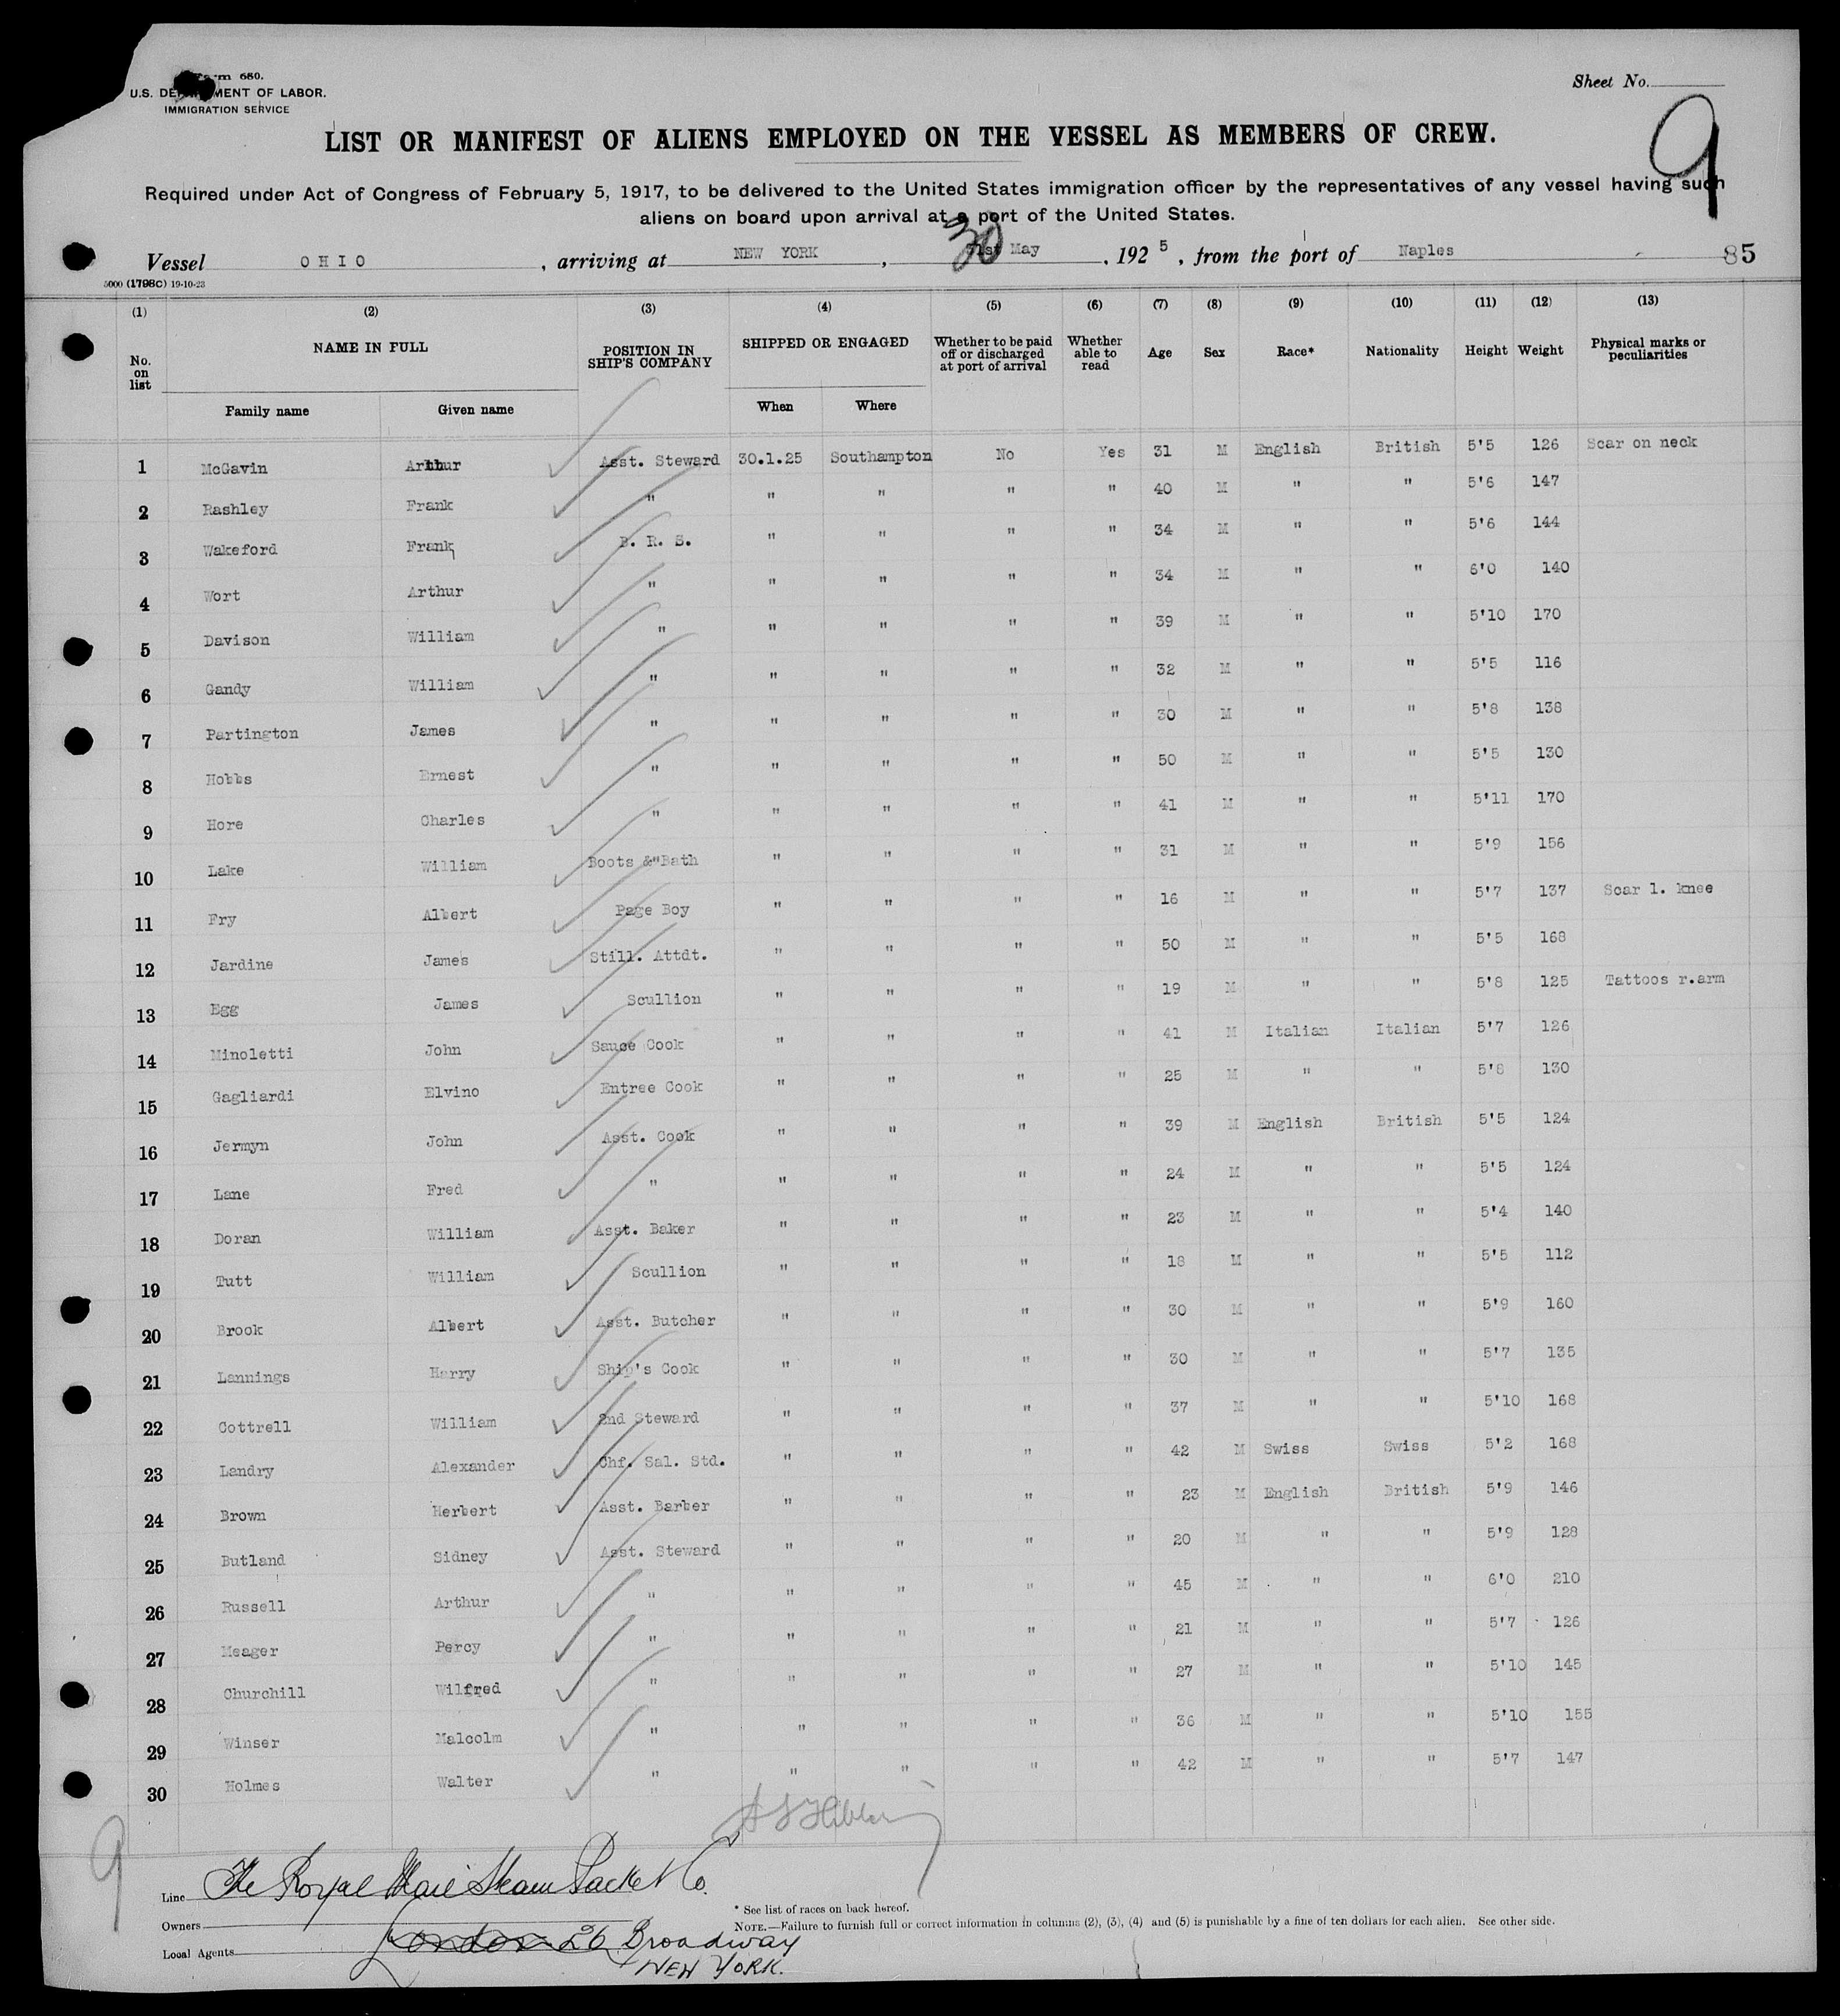 Form 680.
U.S. DEPARTMENT OF LABOR.
IMMIGRATION SERVICE
Sheet No.
9
LIST OR MANIFEST OF ALIENS EMPLOYED ON THE VESSEL AS MEMBERS OF CREW.
Required under Act of Congress of February 5, 1917, to be delivered to the United States immigration officer by the representatives of any vessel having such
aliens on board upon arrival at a port of the United States.
Vessel OHIO , arriving at NEW YORK , 30 May , 192 5 , from the port of Naples 85
5000 (1798C) 19-10-23
(1) (2) (3) (4) (5) (6) (7) (8) (9) (10) (11) (12) (13)
No. on list NAME IN FULL POSITION IN SHIP'S COMPANY SHIPPED OR ENGAGED Whether to be paid off or discharged at port of arrival Whether able to read Age Sex Race* Nationality Height Weight Physical marks or peculiarities
Family name Given name When Where
1 McGavin Arthur Asst. Steward 30.1.25 Southampton No Yes 31 M English British 5'5 126 Scar on neck
2 Rashley Frank " " " " " 40 M " " 5'6 147
3 Wakeford Frank B. R. S. " " " " 34 M " " 5'6 144
4 Wort Arthur " " " " " 34 M " " 6'0 140
5 Davison William " " " " " 39 M " " 5'10 170
6 Gandy William " " " " " 32 M " " 5'5 116
7 Partington James " " " " " 30 M " " 5'8 138
8 Hobbs Ernest " " " " " 50 M " " 5'5 130
9 Hore Charles " " " " " 41 M " " 5'11 170
10 Lake William Boots &"Bath " " " " 31 M " " 5'9 156
11 Fry Albert Page Boy " " " " 16 M " " 5'7 137 Scar l. knee
12 Jardine James Still. Attdt. " " " " 50 M " " 5'5 168
13 Egg James Scullion " " " " 19 M " " 5'8 125 Tattoos r.arm
14 Minoletti John Sauce Cook " " " " 41 M Italian Italian 5'7 126
15 Gagliardi Elvino Entree Cook " " " " 25 M " " 5'8 130
16 Jermyn John Asst. Cook " " " " 39 M English British 5'5 124
17 Lane Fred " " " " " 24 M " " 5'5 124
18 Doran William Asst. Baker " " " " 23 M " " 5'4 140
19 Tutt William Scullion " " " " 18 M " " 5'5 112
20 Brook Albert Asst. Butcher " " " " 30 M " " 5'9 160
21 Lannings Harry Ship's Cook " " " " 30 M " " 5'7 135
22 Cottrell William 2nd Steward " " " " 37 M " " 5'10 168
23 Landry Alexander Chf. Sal. Std. " " " " 42 M Swiss Swiss 5'2 168
24 Brown Herbert Asst. Barber " " " " 23 M English British 5'9 146
25 Butland Sidney Asst. Steward " " " " 20 M " " 5'9 128
26 Russell Arthur " " " " " 45 M " " 6'0 210
27 Meager Percy " " " " " 21 M " " 5'7 126
28 Churchill Wilfred " " " " " 27 M " " 5'10 145
29 Winser Malcolm " " " " " 36 M " " 5'10 155
30 Holmes Walter " " " " " 42 M " " 5'7 147
9
Line The Royal Mail Steam Packet Co.
* See list of races on back hereof.
Owners
NOTE.—Failure to furnish full or correct information in columns (2), (3), (4) and (5) is punishable by a fine of ten dollars for each alien. See other side.
Local Agents London 26 Broadway
NEW YORK.